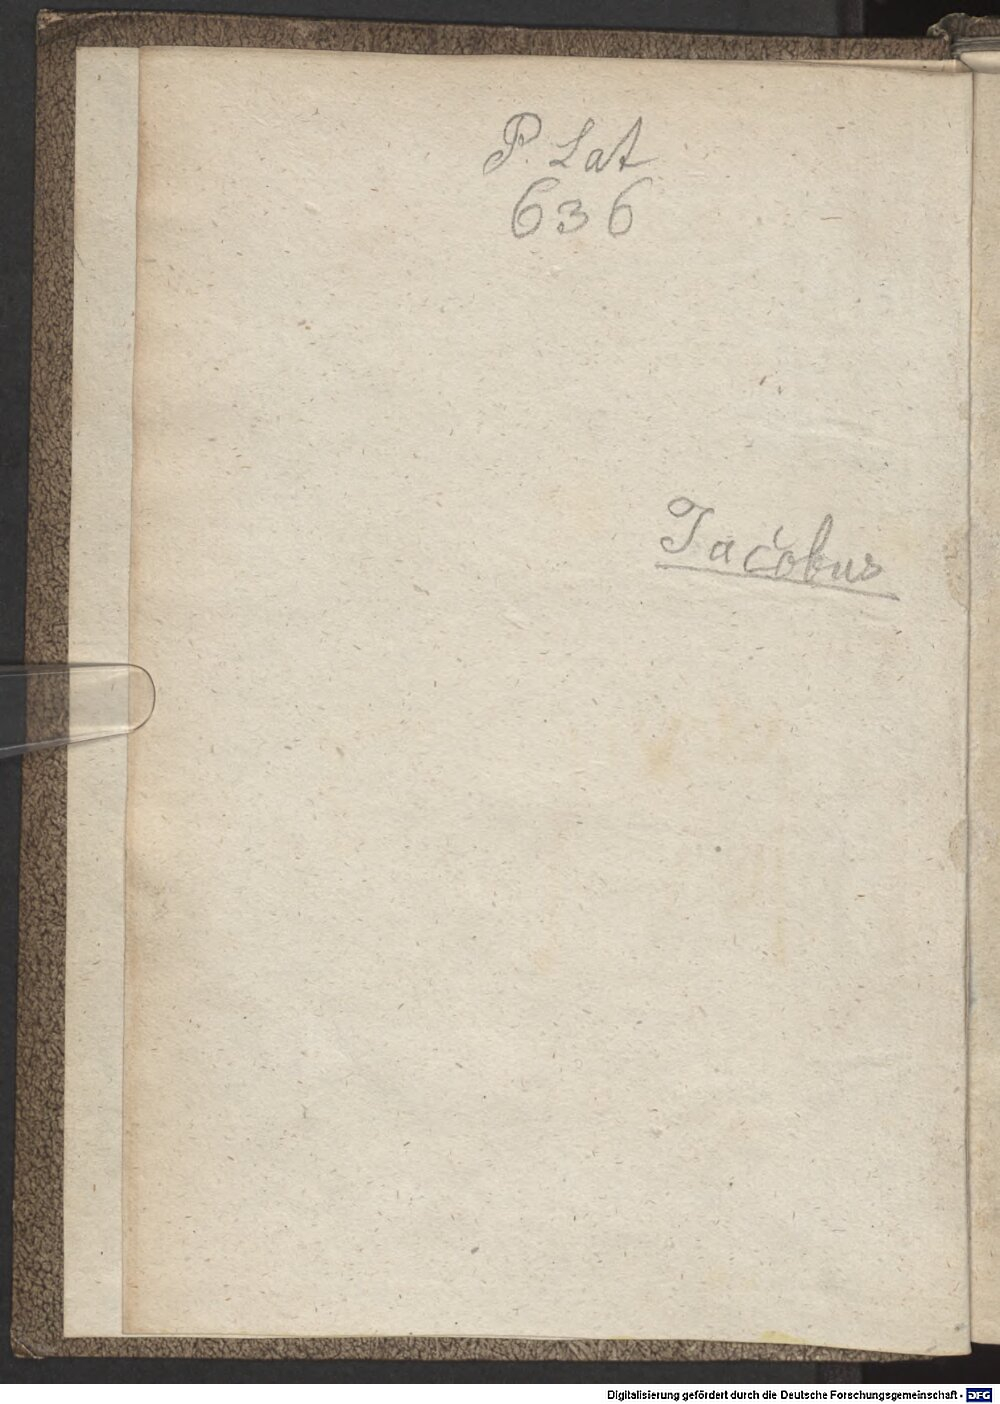 P. Lat
636
Jacobus
Digitalisierung gefördert durch die Deutsche Forschungsgemeinschaft - DFG